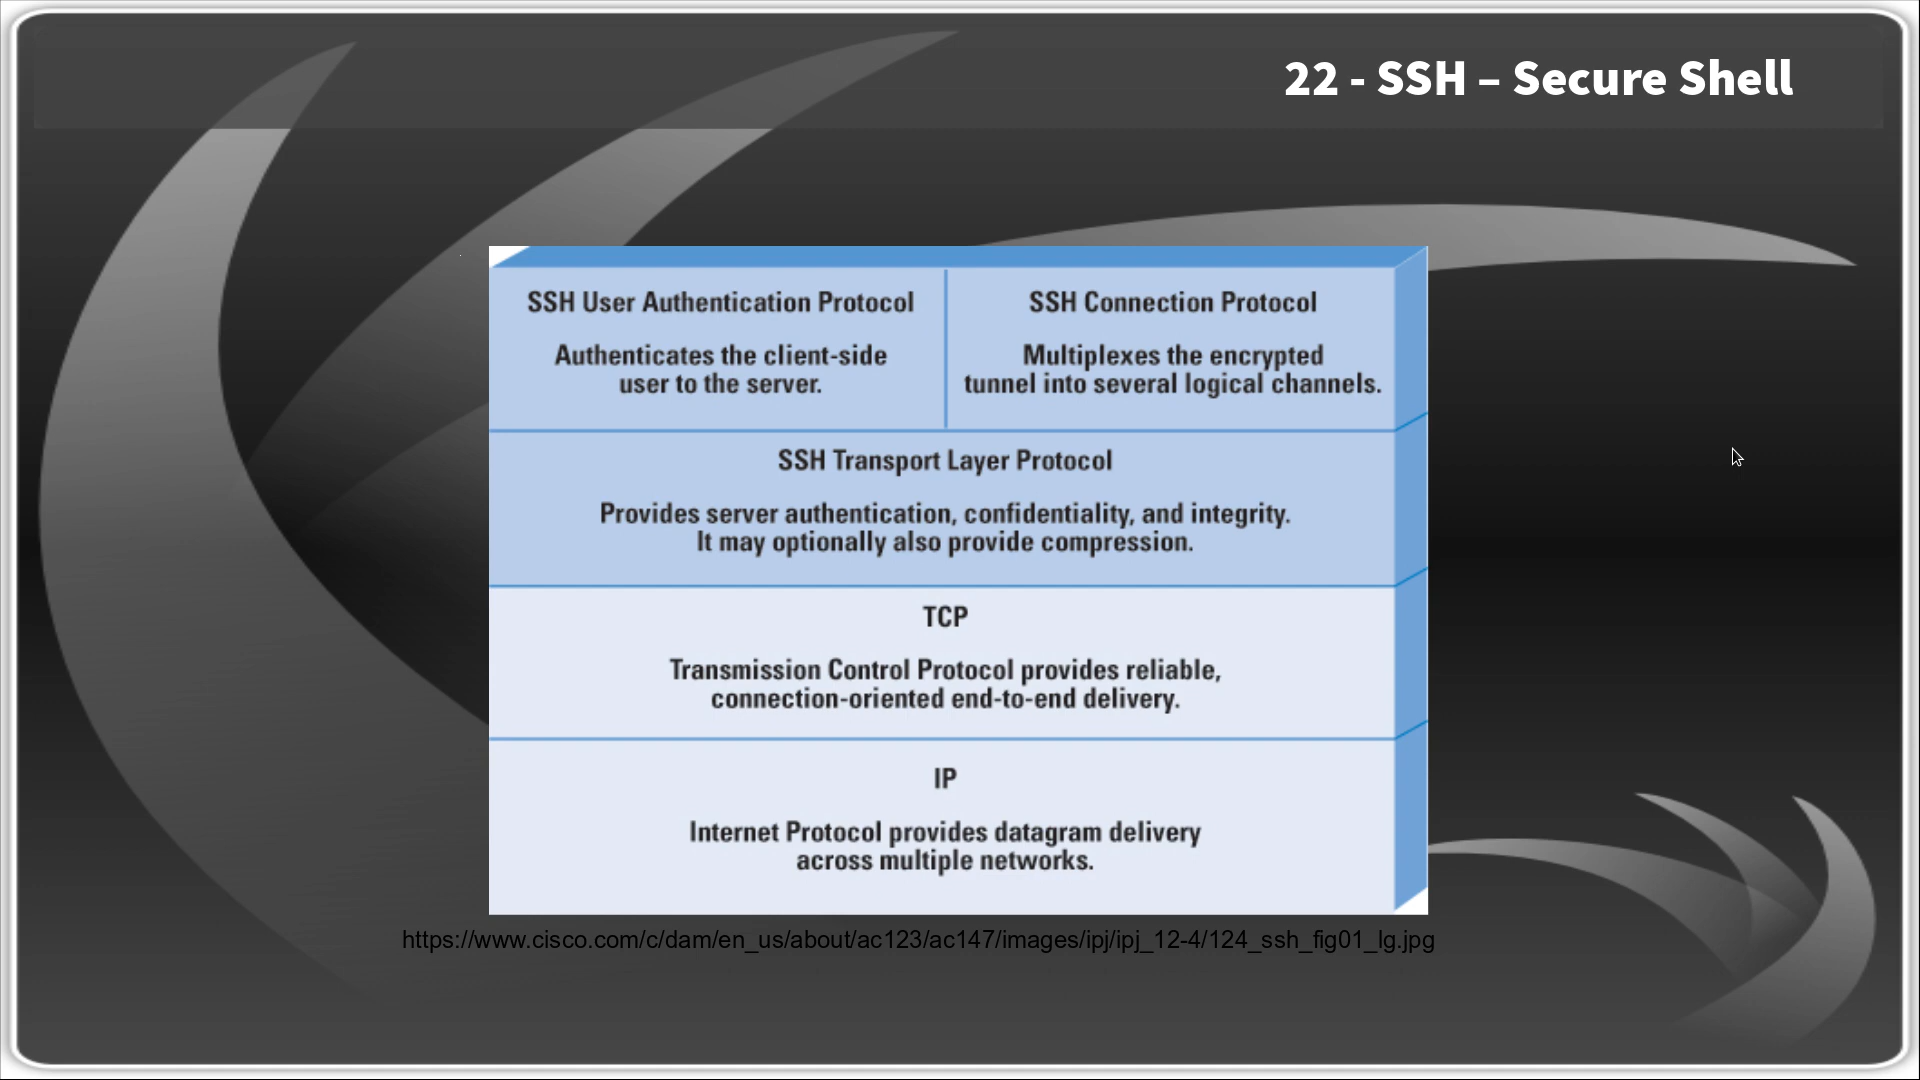 22 - SSH – Secure Shell
SSH User Authentication Protocol
Authenticates the client-side
user to the server.
SSH Connection Protocol
Multiplexes the encrypted
tunnel into several logical channels.
SSH Transport Layer Protocol
Provides server authentication, confidentiality, and integrity.
It may optionally also provide compression.
TCP
Transmission Control Protocol provides reliable,
connection-oriented end-to-end delivery.
IP
Internet Protocol provides datagram delivery
across multiple networks.
https://www.cisco.com/c/dam/en_us/about/ac123/ac147/images/ipj/ipj_12-4/124_ssh_fig01_lg.jpg